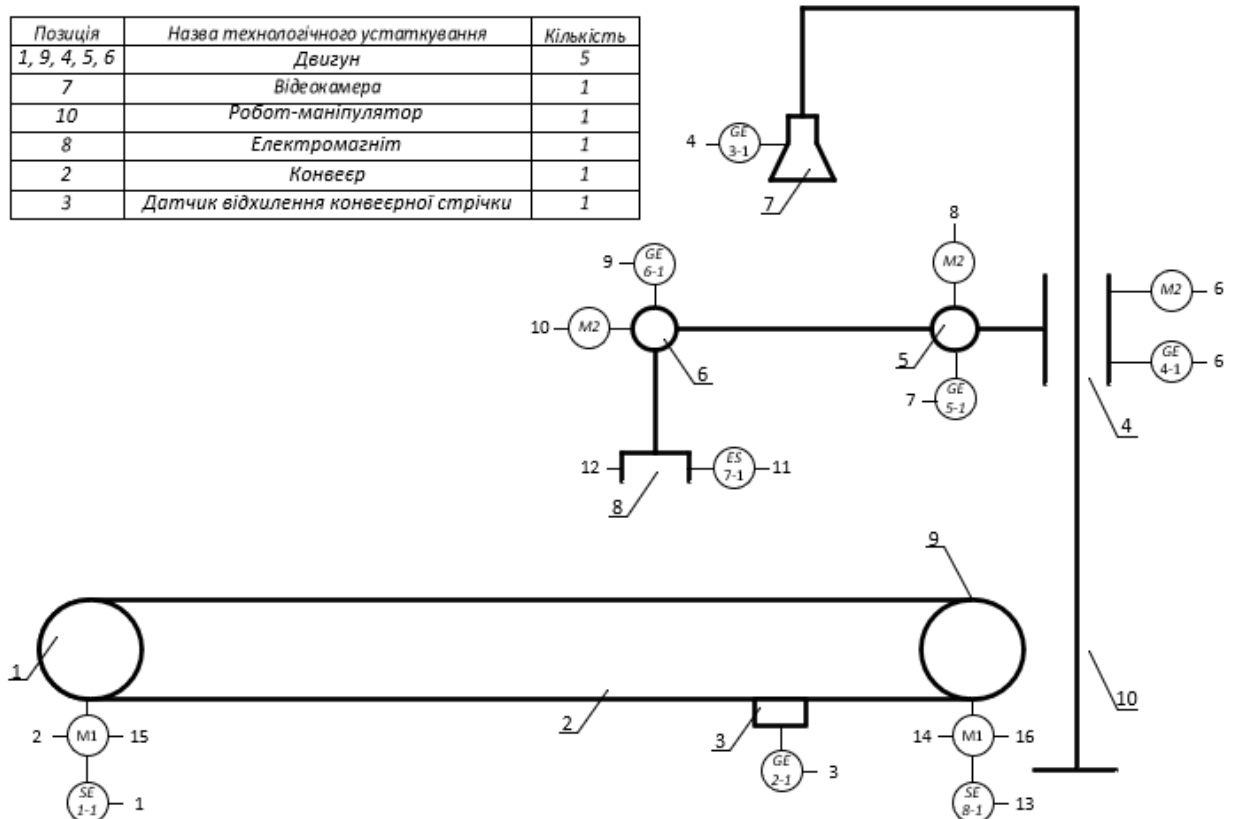 Позиція Назва технологічного устаткування Кількість
1, 9, 4, 5, 6 Двигун 5
7 Відеокамера 1
10 Робот-маніпулятор 1
8 Електромагніт 1
2 Конвеєр 1
3 Датчик відхилення конвеєрної стрічки 1
4 GE
3-1
7
8
M2
9 GE
6-1
10 M2
6
5
7 GE
5-1
M2 6
GE
4-1 6
4
12 ES
7-1 11
8
9
1
2
3
10
2 M1 15
SE
1-1 1
GE
2-1 3
14 M1 16
SE
8-1 13